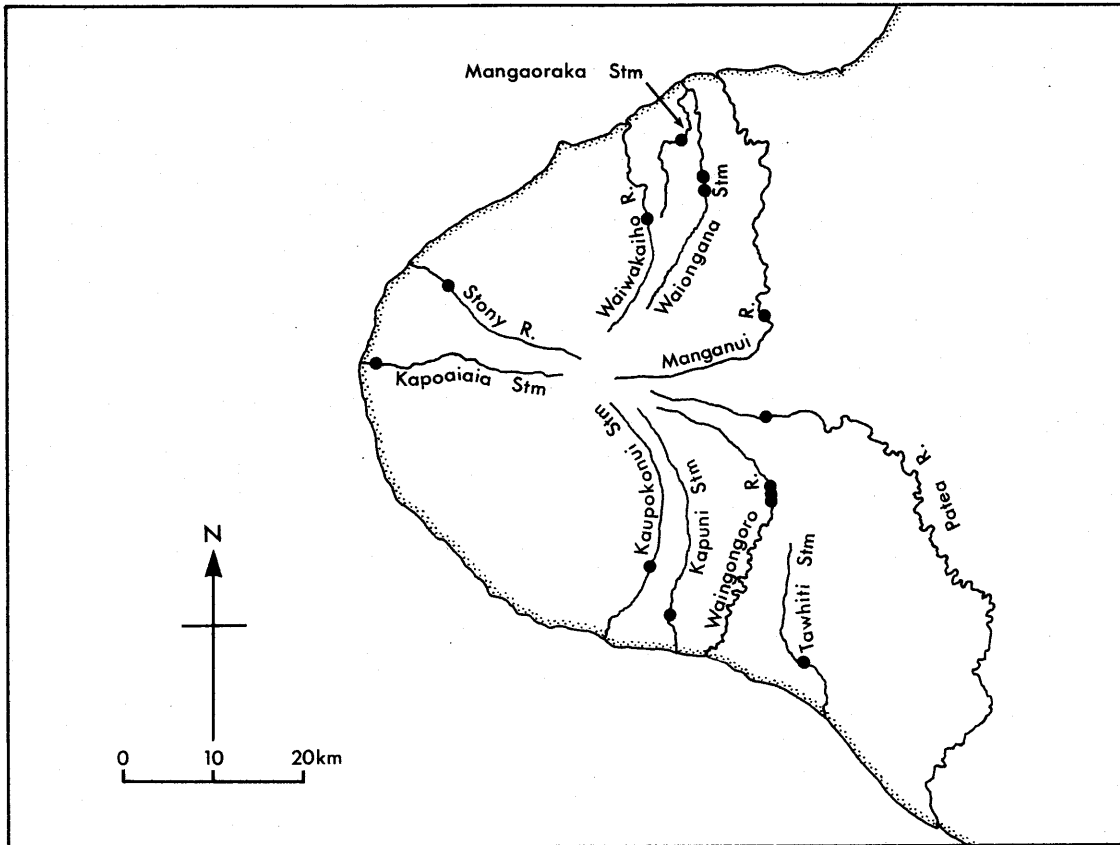 Mangaoraka Stm
Waiwakaiho R.
Waiongana Stm
Stony R.
Manganui R.
Kapoaiaia Stm
Kaupokonui Stm
Kapuni Stm
Waingongoro R.
Patea R.
Tawhiti Stm
N
0 10 20km